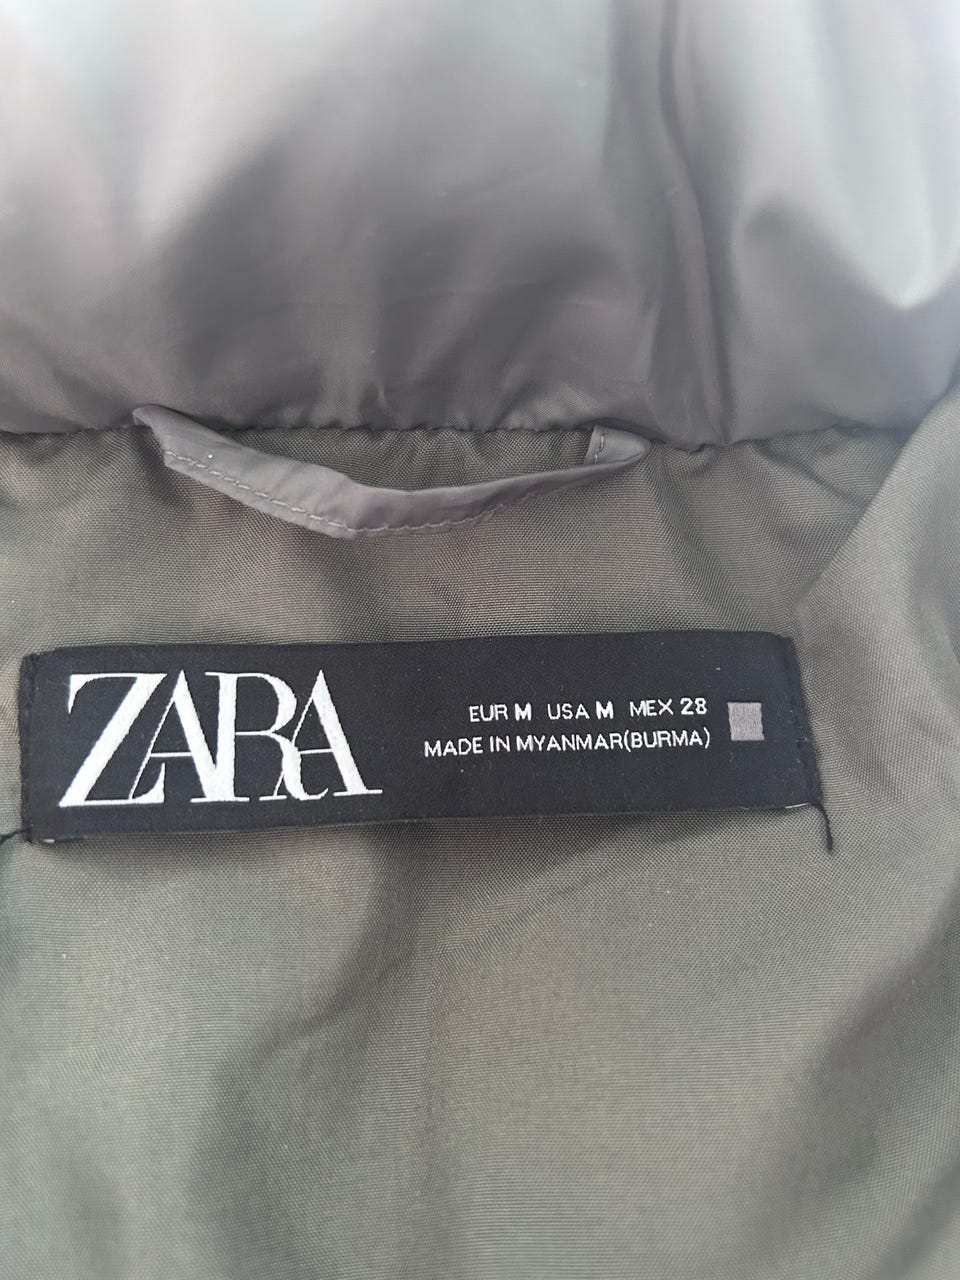 ZARA
EUR M USA M MEX 28
MADE IN MYANMAR(BURMA)